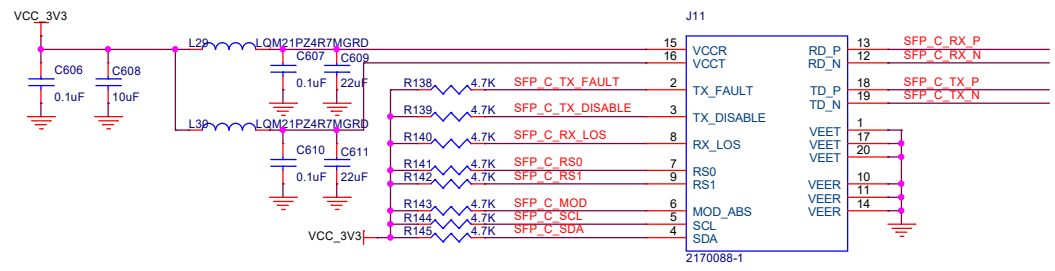 VCC_3V3
J11
L29 LQM21PZ4R7MGRD
C606 0.1uF
C608 10uF
C607 0.1uF
C609 22uF
L30 LQM21PZ4R7MGRD
C610 0.1uF
C611 22uF
15 VCCR
16 VCCT
R138 4.7K SFP_C_TX_FAULT 2 TX_FAULT
R139 4.7K SFP_C_TX_DISABLE 3 TX_DISABLE
R140 4.7K SFP_C_RX_LOS 8 RX_LOS
R141 4.7K SFP_C_RS0 7 RS0
R142 4.7K SFP_C_RS1 9 RS1
R143 4.7K SFP_C_MOD 6 MOD_ABS
R144 4.7K SFP_C_SCL 5 SCL
R145 4.7K SFP_C_SDA 4 SDA
VCC_3V3
RD_P 13 SFP_C_RX_P
RD_N 12 SFP_C_RX_N
TD_P 18 SFP_C_TX_P
TD_N 19 SFP_C_TX_N
VEET 1
VEET 17
VEET 20
VEER 10
VEER 11
VEER 14
2170088-1